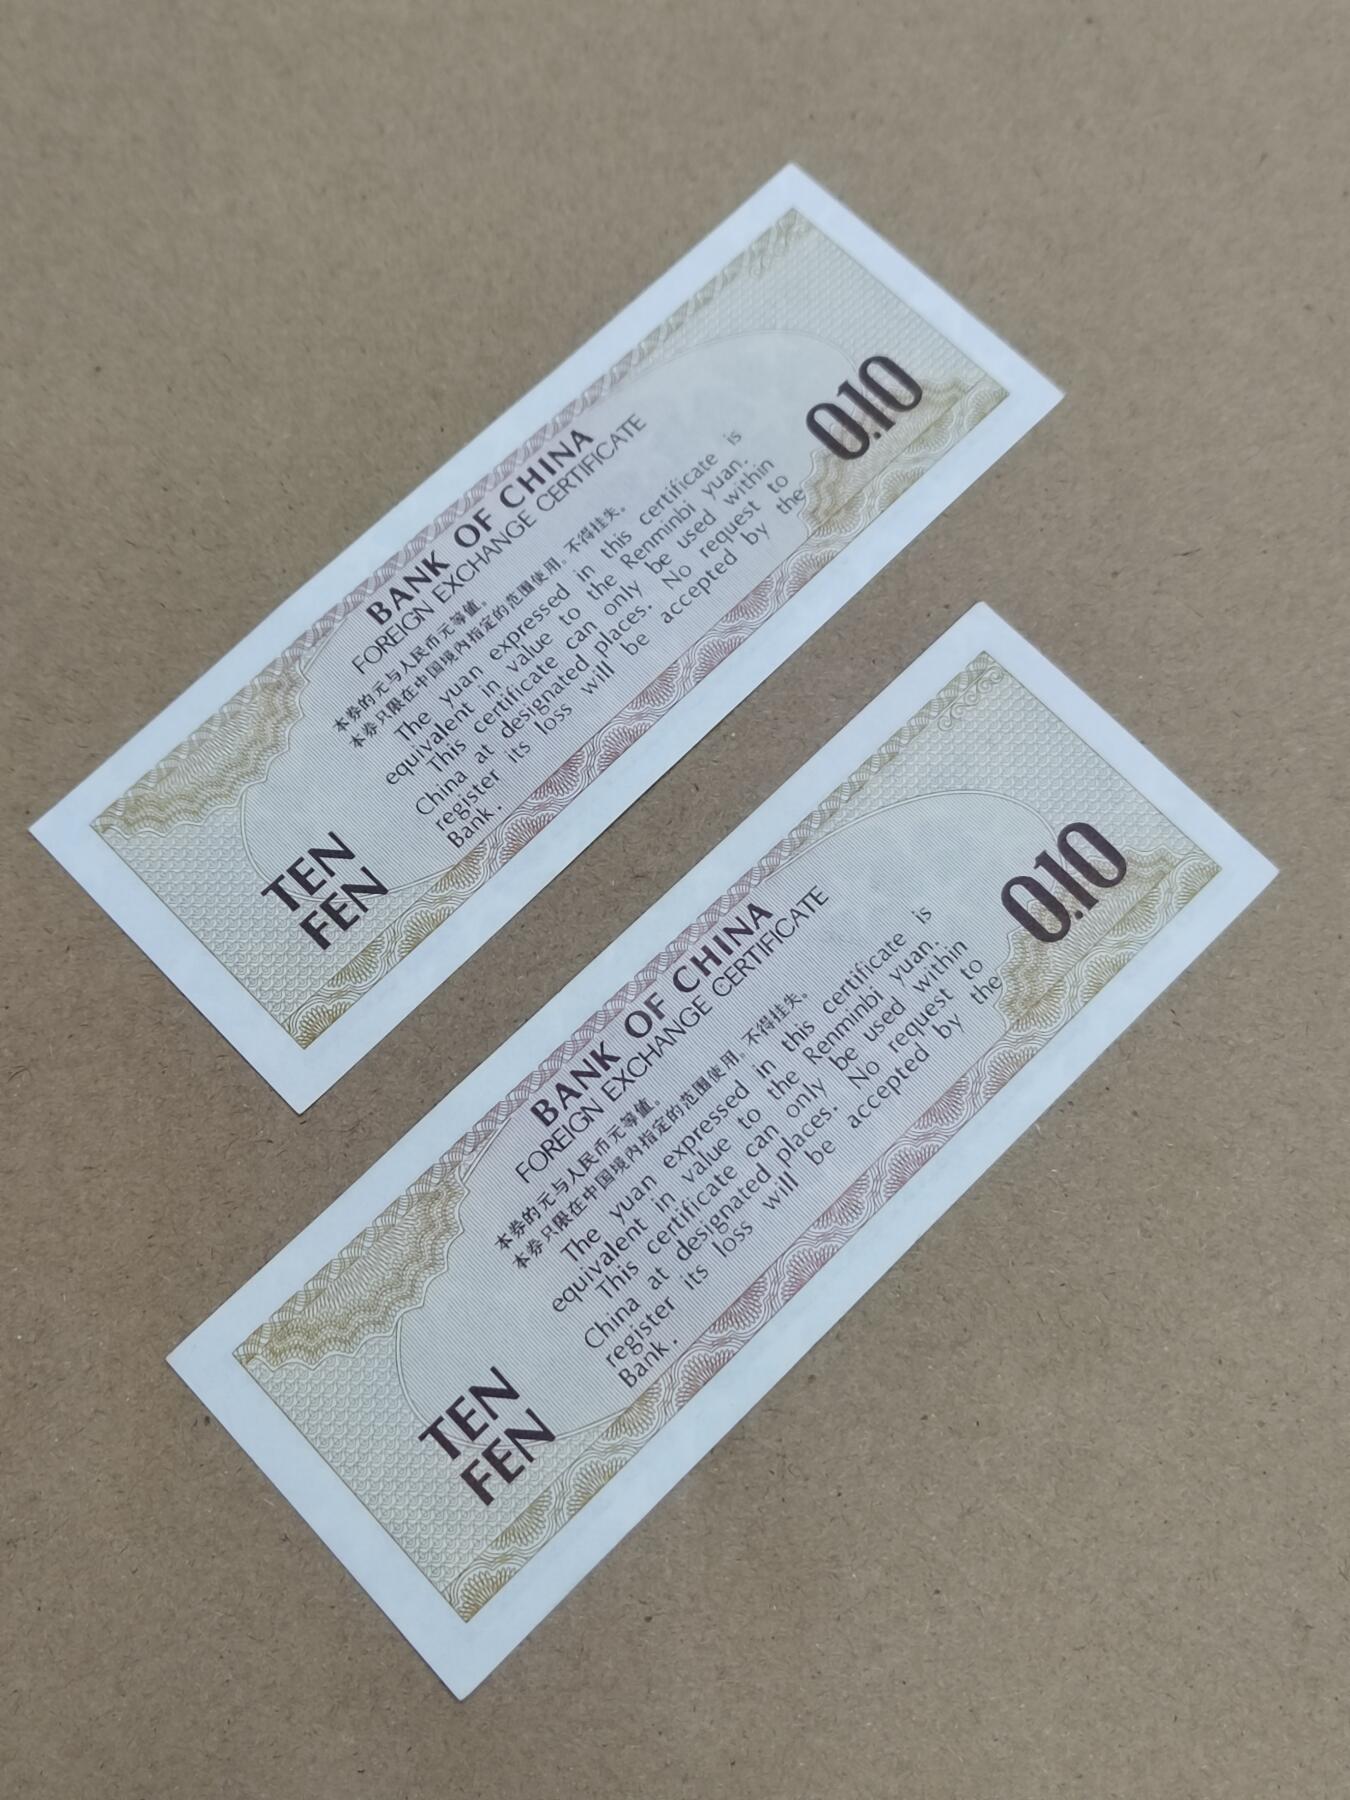 BANK OF CHINA
FOREIGN EXCHANGE CERTIFICATE
本券的元与人民币元等值。
本券只限在中国境内指定的范围使用。不得挂失。
The yuan expressed in this certificate is
equivalent in value to the Renminbi yuan.
This certificate can only be used within
China at designated places. No request to
register its loss will be accepted by the
Bank.
TEN
FEN
0.10
BANK OF CHINA
FOREIGN EXCHANGE CERTIFICATE
本券的元与人民币元等值。
本券只限在中国境内指定的范围使用。不得挂失。
The yuan expressed in this certificate is
equivalent in value to the Renminbi yuan.
This certificate can only be used within
China at designated places. No request to
register its loss will be accepted by the
Bank.
TEN
FEN
0.10